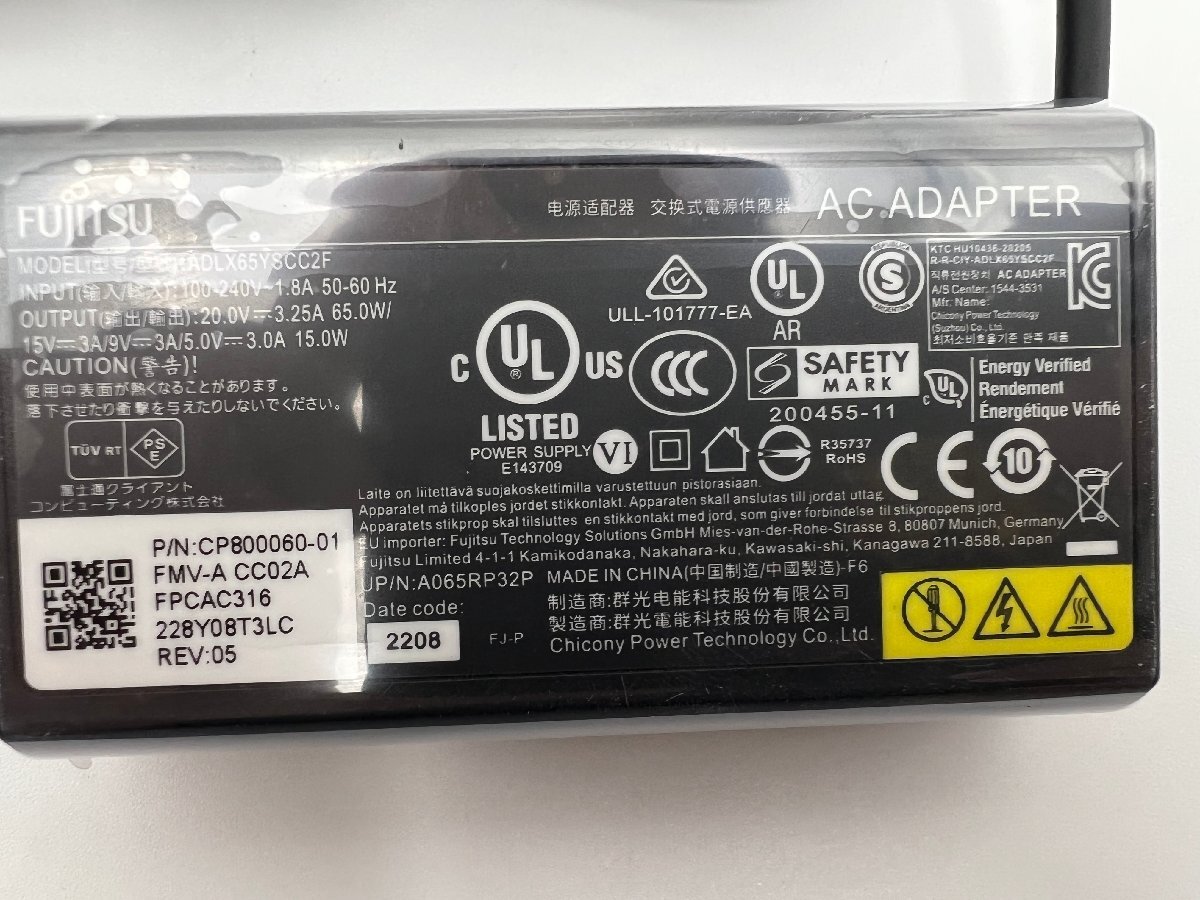 FUJITSU
电源适配器 交换式電源供應器 AC ADAPTER
MODEL(型号/型號):ADLX65YSCC2F
INPUT(输入/輸入):100-240V~1.8A 50-60 Hz
OUTPUT(输出/輸出):20.0V⎓3.25A 65.0W/
15V⎓3A/9V⎓3A/5.0V⎓3.0A 15.0W
CAUTION(警告)!
使用中表面が熱くなることがあります。
落下させたり衝撃を与えたりしないでください。
TÜV RT
PS
E
富士通クライアント
コンピューティング株式会社
C UL ® US
LISTED
POWER SUPPLY
E143709
ULL-101777-EA
UL
AR
S
ARGENTINA
KTC HU10436-20205
R-R-CIY-ADLX65YSCC2F
직류전원장치 AC ADAPTER
A/S Center: 1544-3531
Mfr. Name:
Chicony Power Technology
(Suzhou) Co., Ltd.
최저소비효율기준 만족 제품
KC
CCC
S SAFETY
MARK
200455-11
C UL
Energy Verified
Rendement
Énergétique Vérifié
VI
R35737
RoHS
CE
10
Laite on liitettävä suojakoskettimilla varustettuun pistorasiaan.
Apparatet må tilkoples jordet stikkontakt. Apparaten skall anslutas till jordat uttag.
Apparatets stikprop skal tilsluttes en stikkontakt med jord, som giver forbindelse til stikproppens jord.
EU importer: Fujitsu Technology Solutions GmbH Mies-van-der-Rohe-Strasse 8, 80807 Munich, Germany
Fujitsu Limited 4-1-1 Kamikodanaka, Nakahara-ku, Kawasaki-shi, Kanagawa 211-8588, Japan
P/N:CP800060-01
FMV-A CC02A
FPCAC316
228Y08T3LC
REV:05
UP/N:A065RP32P MADE IN CHINA(中国制造/中國製造)-F6
Date code:
2208
FJ-P
制造商:群光电能科技股份有限公司
製造商:群光電能科技股份有限公司
Chicony Power Technology Co.,Ltd.